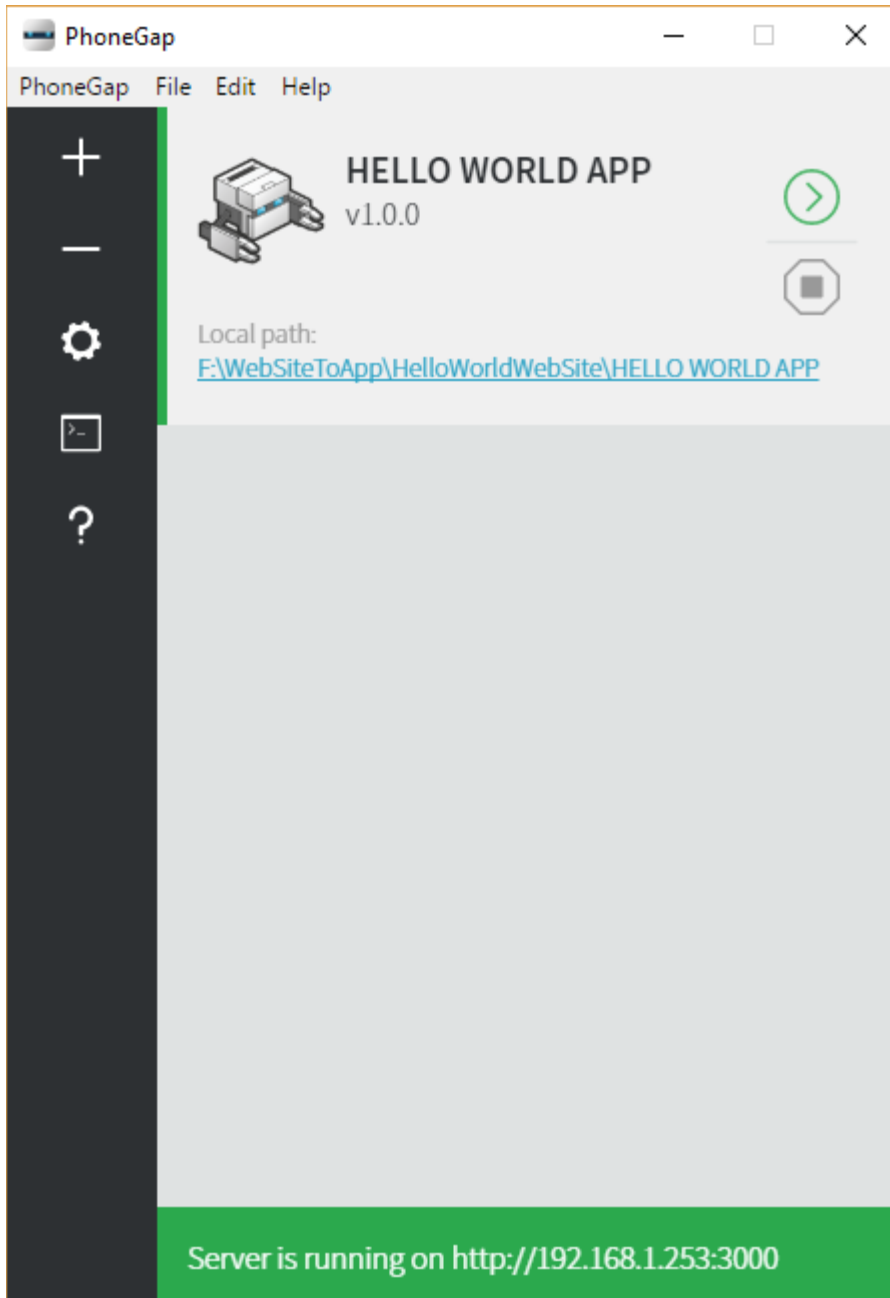 PhoneGap
PhoneGap File Edit Help
HELLO WORLD APP
v1.0.0
Local path:
F:\WebSiteToApp\HelloWorldWebSite\HELLO WORLD APP
Server is running on http://192.168.1.253:3000